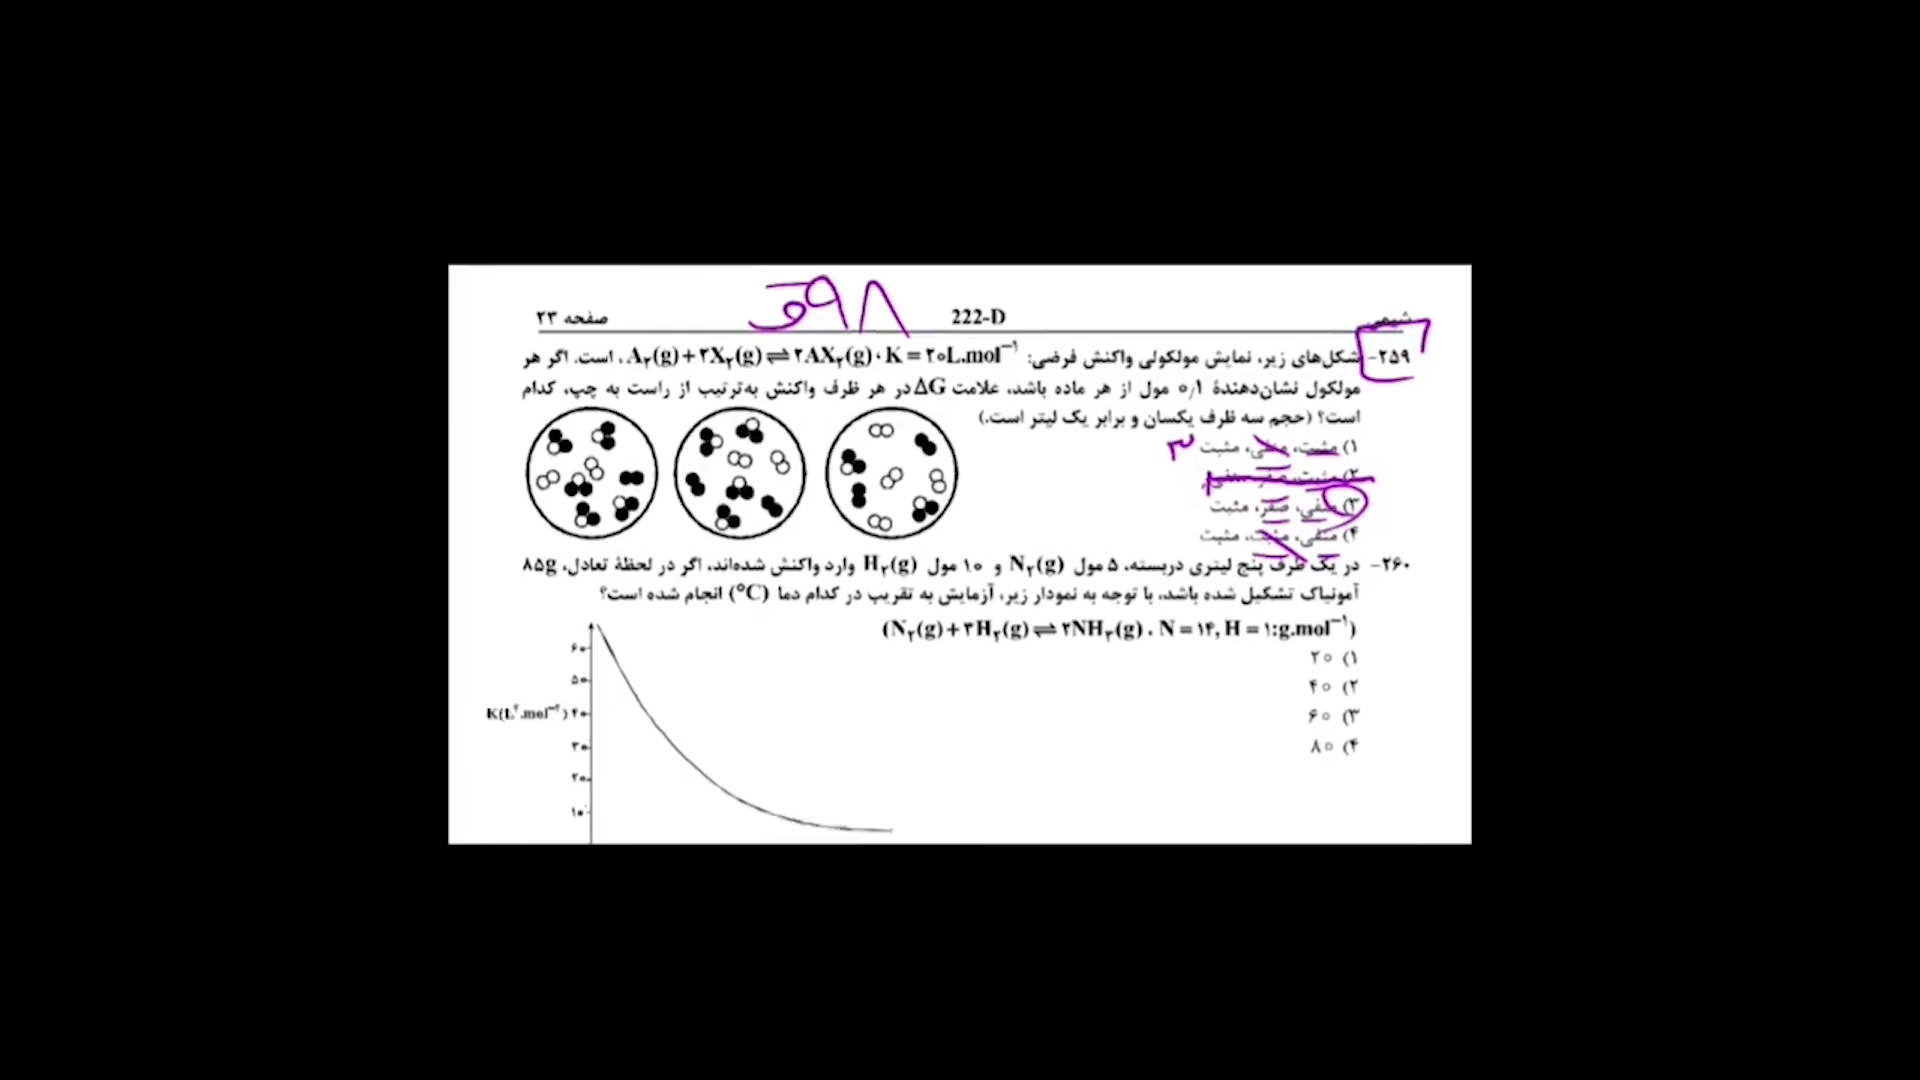 شیمی 222-D صفحه ۲۳
۹۸
۲۵۹- شکل‌های زیر، نمایش مولکولی واکنش فرضی: A₂(g)+۲X₂(g)⇌۲AX₂(g)، K=۲۰L.mol⁻¹، است. اگر هر
مولکول نشان‌دهندهٔ ۰/۱ مول از هر ماده باشد، علامت ΔG در هر ظرف واکنش به‌ترتیب از راست به چپ، کدام
است؟ (حجم سه ظرف یکسان و برابر یک لیتر است.)
۱) مثبت، منفی، مثبت
۲) مثبت، صفر، منفی
۳) منفی، صفر، مثبت
۴) منفی، مثبت، مثبت
۲۶۰- در یک ظرف پنج لیتری دربسته، ۵ مول N₂(g) و ۱۰ مول H₂(g) وارد واکنش شده‌اند، اگر در لحظهٔ تعادل، ۸۵g
آمونیاک تشکیل شده باشد، با توجه به نمودار زیر، آزمایش به تقریب در کدام دما (°C) انجام شده است؟
(N₂(g)+۳H₂(g)⇌۲NH₃(g)، N=۱۴, H=۱:g.mol⁻¹)
۱) ۲۰
۲) ۴۰
۳) ۶۰
۴) ۸۰
۶۰
۵۰
K(L².mol⁻²) ۴۰
۳۰
۲۰
۱۰